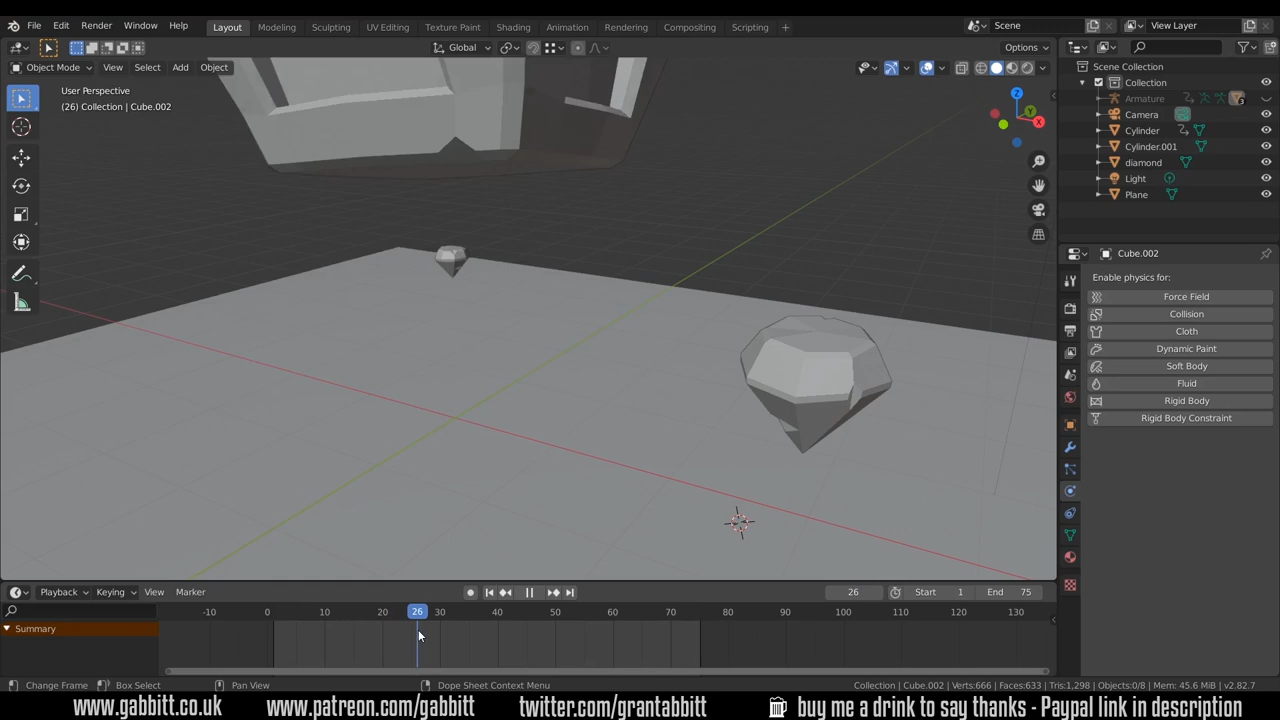 File Edit Render Window Help Layout Modeling Sculpting UV Editing Texture Paint Shading Animation Rendering Compositing Scripting + Scene View Layer
Global Options
Object Mode View Select Add Object
User Perspective
(26) Collection | Cube.002
Z
Y
X
Scene Collection
Collection
Armature 3
Camera
Cylinder
Cylinder.001
diamond
Light
Plane
Cube.002
Enable physics for:
Force Field
Collision
Cloth
Dynamic Paint
Soft Body
Fluid
Rigid Body
Rigid Body Constraint
Playback Keying View Marker 26 Start 1 End 75
-10 0 10 20 26 30 40 50 60 70 80 90 100 110 120 130
Summary
Change Frame Box Select Pan View Dope Sheet Context Menu Collection | Cube.002 | Verts:666 | Faces:633 | Tris:1,298 | Objects:0/8 | Mem: 45.6 MiB | v2.82.7
www.gabbitt.co.uk www.patreon.com/gabbitt twitter.com/grantabbitt buy me a drink to say thanks - Paypal link in description